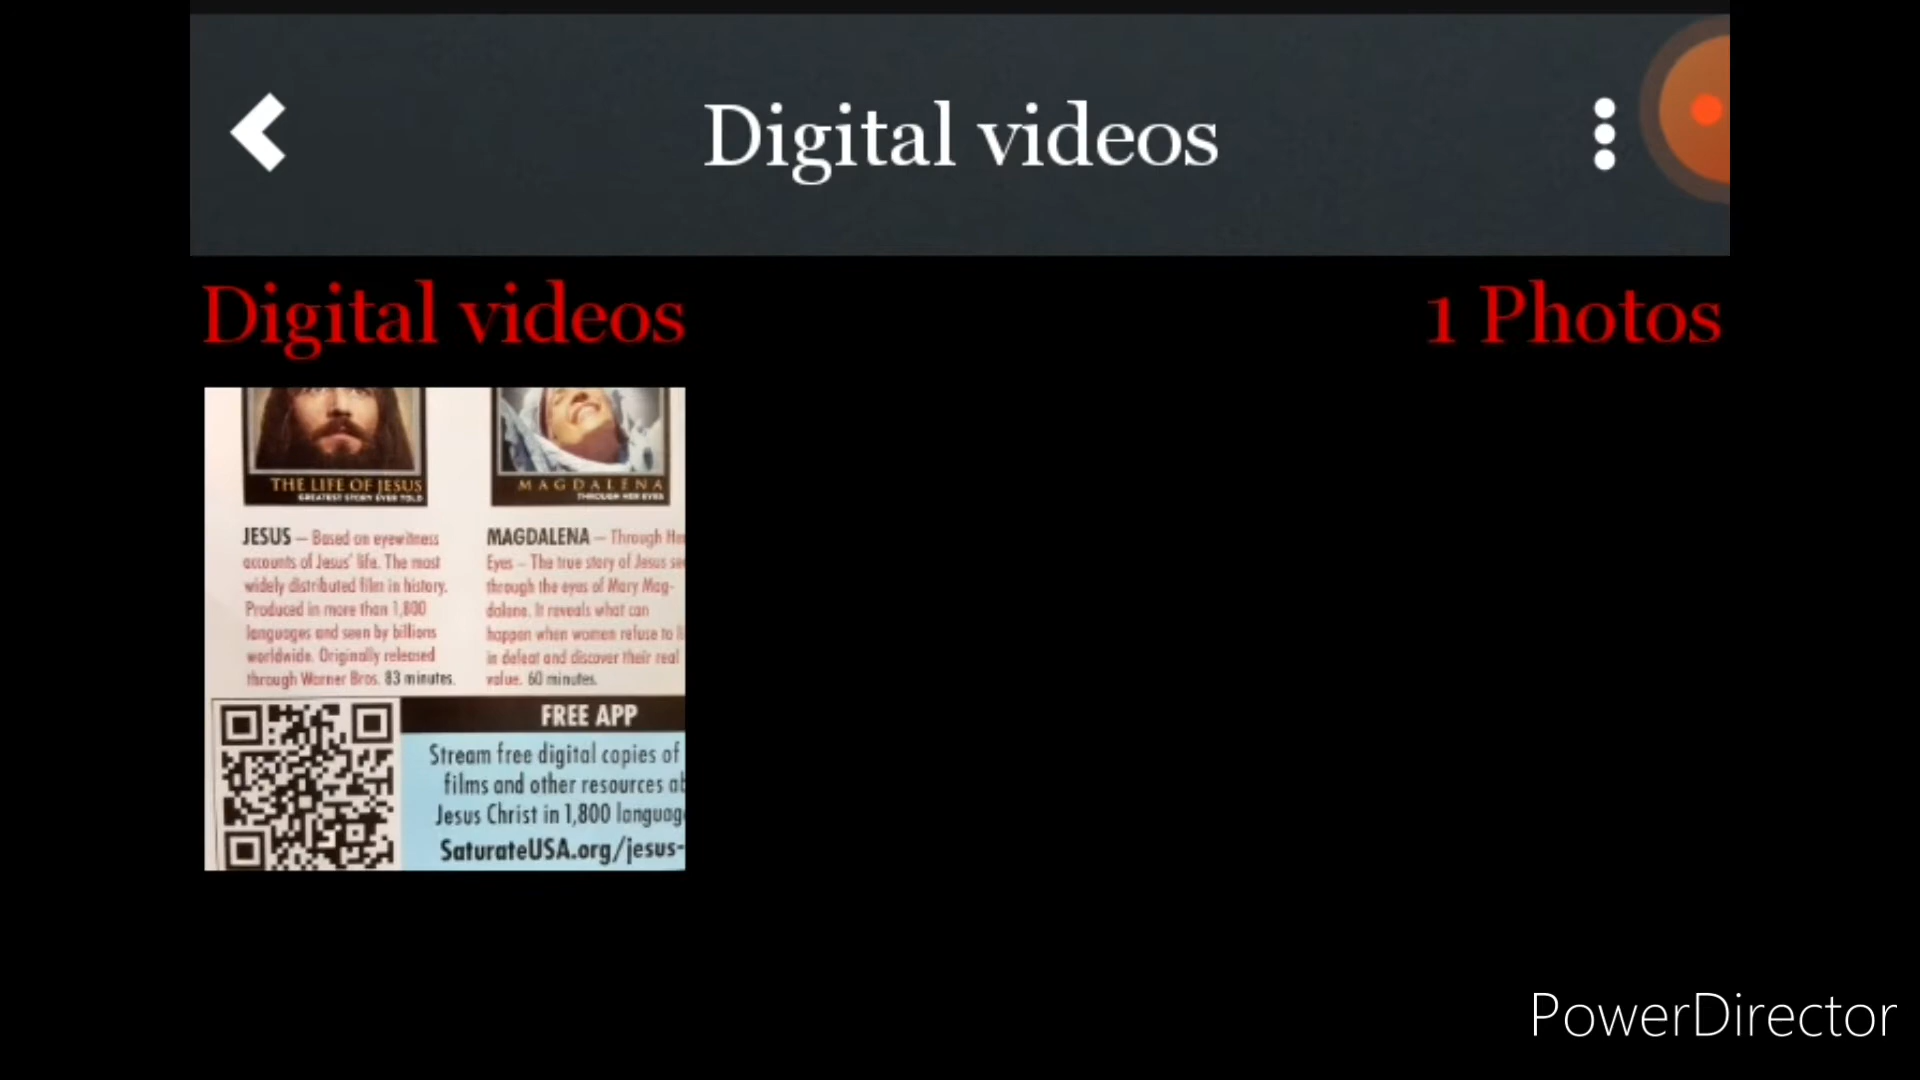 Digital videos
Digital videos
1 Photos
THE LIFE OF JESUS
GREATEST STORY EVER TOLD
MAGDALENA
THROUGH HER EYES
JESUS – Based on eyewitness
accounts of Jesus' life. The most
widely distributed film in history.
Produced in more than 1,800
languages and seen by billions
worldwide. Originally released
through Warner Bros. 83 minutes.
MAGDALENA – Through
Eyes – The true story of Jesus
through the eyes of Mary Mag-
dalene. It reveals what can
happen when women refuse to
in defeat and discover their real
value. 60 minutes.
FREE APP
Stream free digital copies of
films and other resources
Jesus Christ in 1,800
SaturateUSA.org/jesus-
PowerDirector